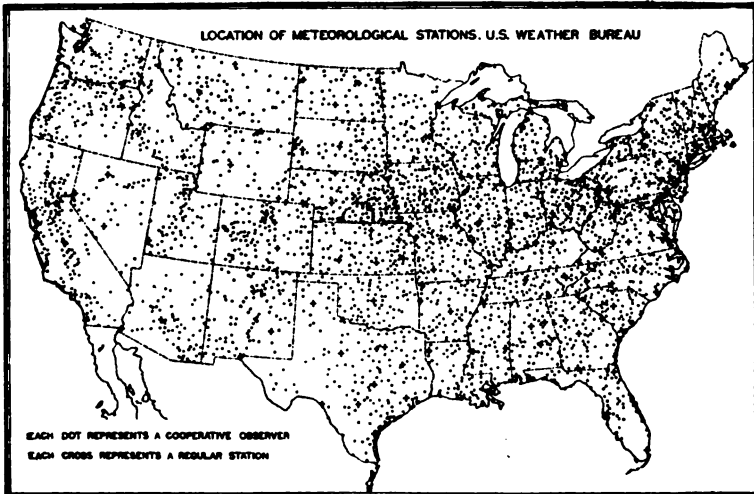 LOCATION OF METEOROLOGICAL STATIONS. U.S. WEATHER BUREAU
EACH DOT REPRESENTS A COOPERATIVE OBSERVER
EACH CROSS REPRESENTS A REGULAR STATION